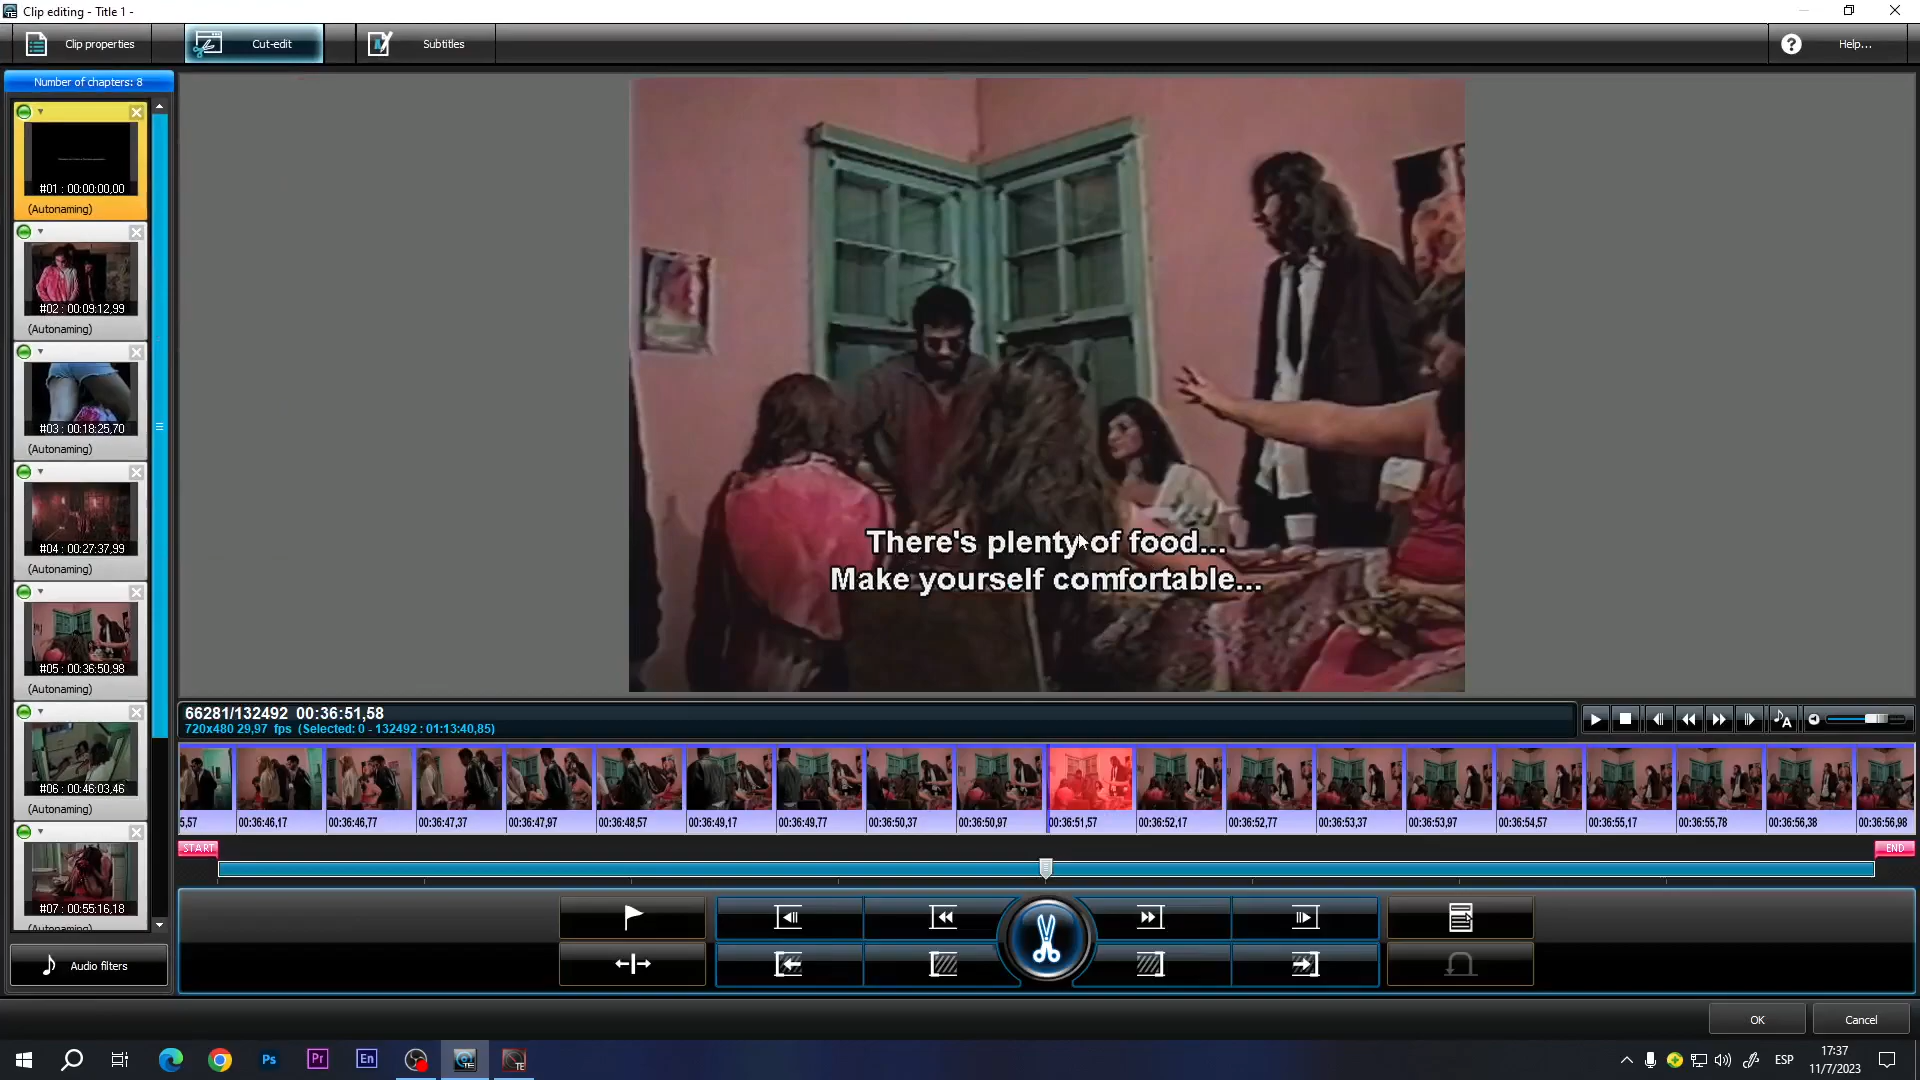 Clip editing - Title 1 -
Clip properties
Cut-edit
Subtitles
Help...
Number of chapters: 8
#01 : 00:00:00,00
(Autonaming)
#02 : 00:09:12,99
(Autonaming)
#03 : 00:18:25,70
(Autonaming)
#04 : 00:27:37,99
(Autonaming)
#05 : 00:36:50,98
(Autonaming)
#06 : 00:46:03,46
(Autonaming)
#07 : 00:55:16,18
(Autonaming)
Audio filters
There's plenty of food...
Make yourself comfortable...
66281/132492 00:36:51,58
720x480 29,97 fps (Selected: 0 - 132492 : 01:13:40,85)
5,57 00:36:46,17 00:36:46,77 00:36:47,37 00:36:47,97 00:36:48,57 00:36:49,17 00:36:49,77 00:36:50,37 00:36:50,97 00:36:51,57 00:36:52,17 00:36:52,77 00:36:53,37 00:36:53,97 00:36:54,57 00:36:55,17 00:36:55,78 00:36:56,38 00:36:56,98
START
END
OK
Cancel
Ps
Pr
En
TE
TE
ESP
17:37
11/7/2023